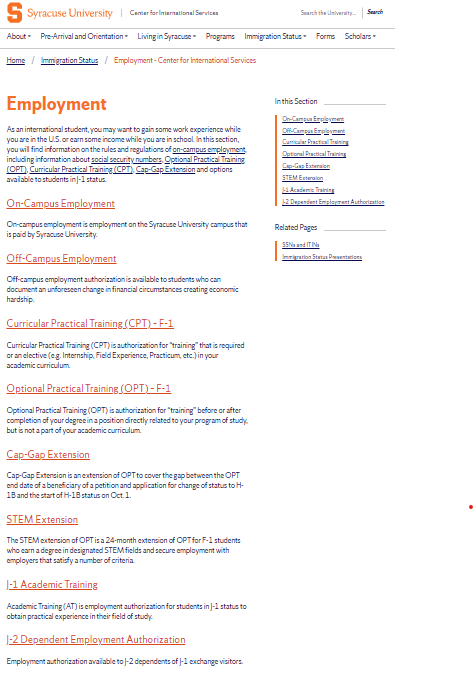 S Syracuse University | Center for International Services Search the University... Search
About Pre-Arrival and Orientation Living in Syracuse Programs Immigration Status Forms Scholars
Home / Immigration Status / Employment - Center for International Services
Employment
As an international student, you may want to gain some work experience while
you are in the U.S. or earn some income while you are in school. In this section,
you will find information on the rules and regulations of on-campus employment,
including information about social security numbers, Optional Practical Training
(OPT), Curricular Practical Training (CPT), Cap-Gap Extension and options
available to students in J-1 status.
On-Campus Employment
On-campus employment is employment on the Syracuse University campus that
is paid by Syracuse University.
Off-Campus Employment
Off-campus employment authorization is available to students who can
document an unforeseen change in financial circumstances creating economic
hardship.
Curricular Practical Training (CPT) - F-1
Curricular Practical Training (CPT) is authorization for "training" that is required
or an elective (e.g. Internship, Field Experience, Practicum, etc.) in your
academic curriculum.
Optional Practical Training (OPT) - F-1
Optional Practical Training (OPT) is authorization for "training" before or after
completion of your degree in a position directly related to your program of study,
but is not a part of your academic curriculum.
Cap-Gap Extension
Cap-Gap Extension is an extension of OPT to cover the gap between the OPT
end date of a beneficiary of a petition and application for change of status to H-
1B and the start of H-1B status on Oct. 1.
STEM Extension
The STEM extension of OPT is a 24-month extension of OPT for F-1 students
who earn a degree in designated STEM fields and secure employment with
employers that satisfy a number of criteria.
J-1 Academic Training
Academic Training (AT) is employment authorization for students in J-1 status to
obtain practical experience in their field of study.
J-2 Dependent Employment Authorization
Employment authorization available to J-2 dependents of J-1 exchange visitors.
In this Section
On-Campus Employment
Off-Campus Employment
Curricular Practical Training
Optional Practical Training
Cap-Gap Extension
STEM Extension
J-1 Academic Training
J-2 Dependent Employment Authorization
Related Pages
SSNs and ITINs
Immigration Status Presentations